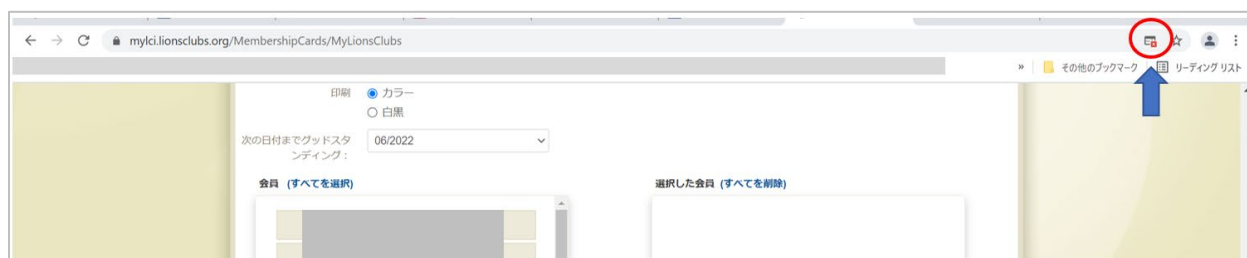 mylci.lionsclubs.org/MembershipCards/MyLionsClubs
» その他のブックマーク リーディング リスト
印刷 カラー
白黒
次の日付までグッドスタ 06/2022
ンディング：
会員 (すべてを選択) 選択した会員 (すべてを削除)